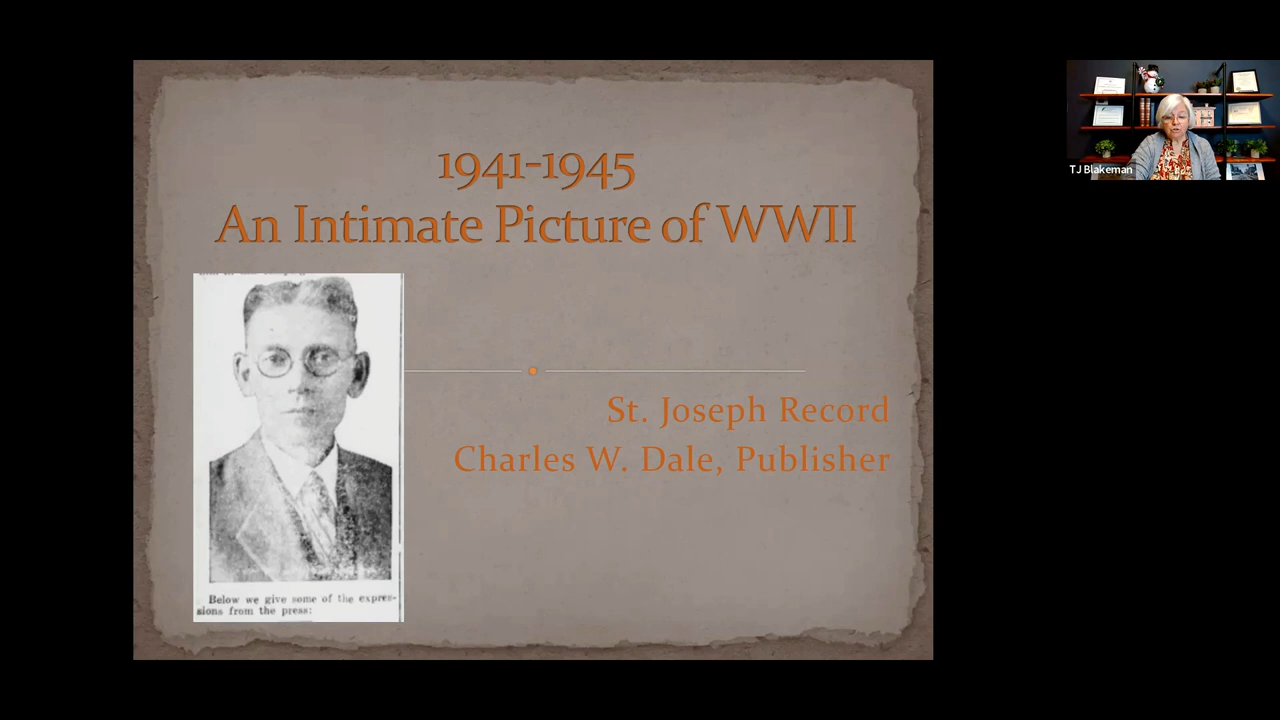 1941-1945
An Intimate Picture of WWII
St. Joseph Record
Charles W. Dale, Publisher
Below we give some of the expres-
sions from the press:
TJ Blakeman